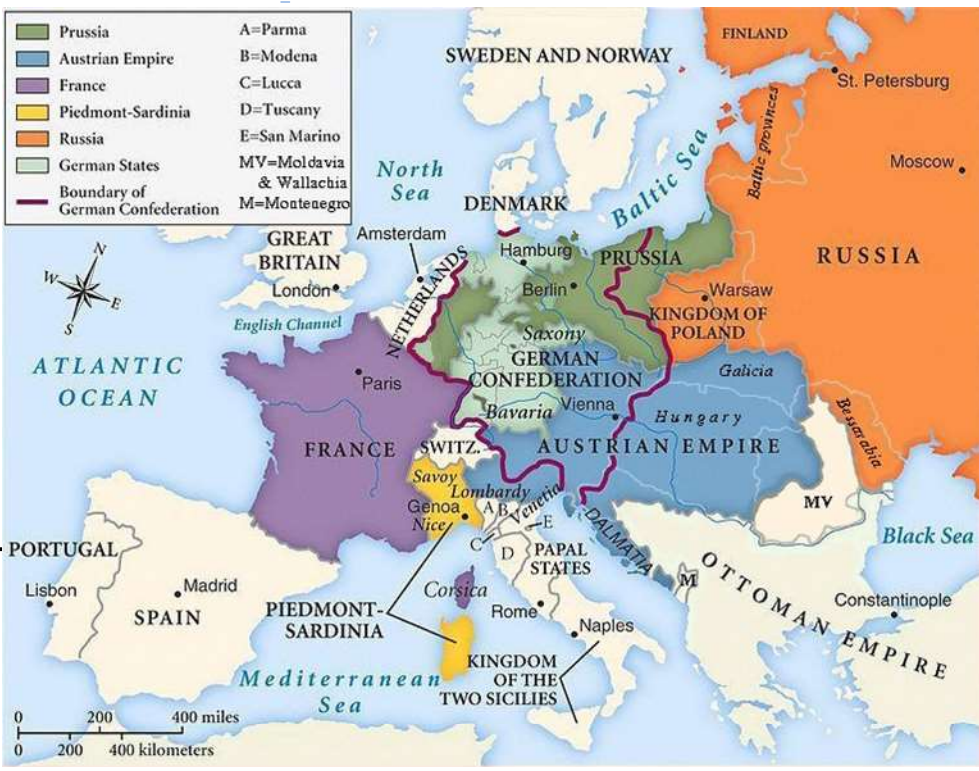 Prussia
Austrian Empire
France
Piedmont-Sardinia
Russia
German States
Boundary of
German Confederation
A=Parma
B=Modena
C=Lucca
D=Tuscany
E=San Marino
MV=Moldavia
& Wallachia
M=Montenegro
SWEDEN AND NORWAY
FINLAND
St. Petersburg
Baltic provinces
Moscow
North
Sea
Baltic Sea
DENMARK
Amsterdam
Hamburg
PRUSSIA
RUSSIA
GREAT
BRITAIN
London
NETHERLANDS
Berlin
Warsaw
KINGDOM OF
POLAND
N
W
E
S
English Channel
Saxony
ATLANTIC
OCEAN
Paris
GERMAN
CONFEDERATION
Galicia
Bavaria
Vienna
Hungary
Bessarabia
FRANCE
SWITZ.
AUSTRIAN EMPIRE
Savoy
Lombardy
Venetia
Genoa
Nice
A
B
C
D
E
MV
DALMATIA
M
Black Sea
PORTUGAL
Lisbon
Madrid
SPAIN
PAPAL
STATES
Corsica
Rome
Naples
OTTOMAN EMPIRE
Constantinople
PIEDMONT-
SARDINIA
KINGDOM
OF THE
TWO SICILIES
Mediterranean
Sea
0 200 400 miles
0 200 400 kilometers